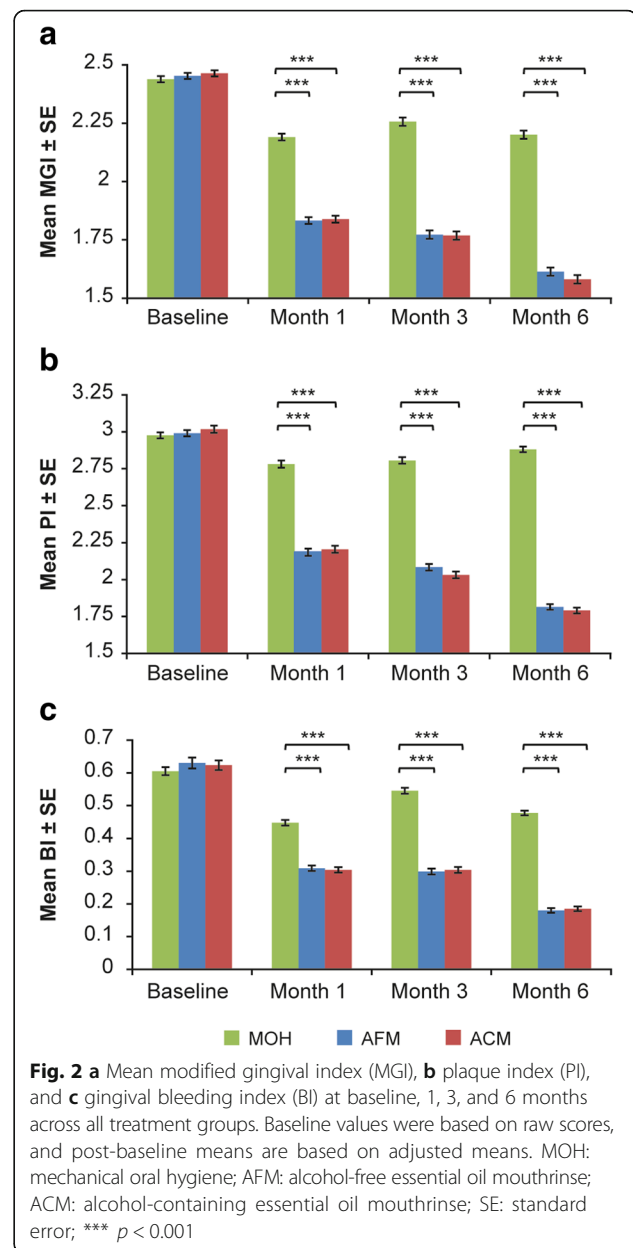 a
*** *** ***
*** *** ***
2.5
2.25
2
1.75
1.5
Mean MGI ± SE
Baseline Month 1 Month 3 Month 6
b
*** *** ***
*** *** ***
3.25
3
2.75
2.5
2.25
2
1.75
1.5
Mean PI ± SE
Baseline Month 1 Month 3 Month 6
c
*** *** ***
*** *** ***
0.7
0.6
0.5
0.4
0.3
0.2
0.1
0
Mean BI ± SE
Baseline Month 1 Month 3 Month 6
MOH AFM ACM
Fig. 2 a Mean modified gingival index (MGI), b plaque index (PI),
and c gingival bleeding index (BI) at baseline, 1, 3, and 6 months
across all treatment groups. Baseline values were based on raw scores,
and post-baseline means are based on adjusted means. MOH:
mechanical oral hygiene; AFM: alcohol-free essential oil mouthrinse;
ACM: alcohol-containing essential oil mouthrinse; SE: standard
error; *** p < 0.001